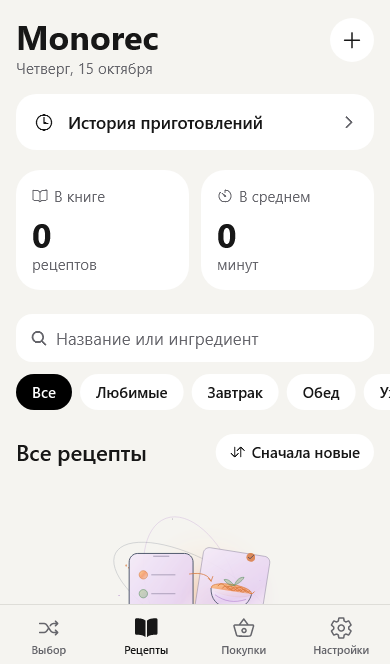 Monorec
Четверг, 15 октября
История приготовлений
В книге
0
рецептов
В среднем
0
минут
Название или ингредиент
Все
Любимые
Завтрак
Обед
Все рецепты
Сначала новые
Выбор
Рецепты
Покупки
Настройки